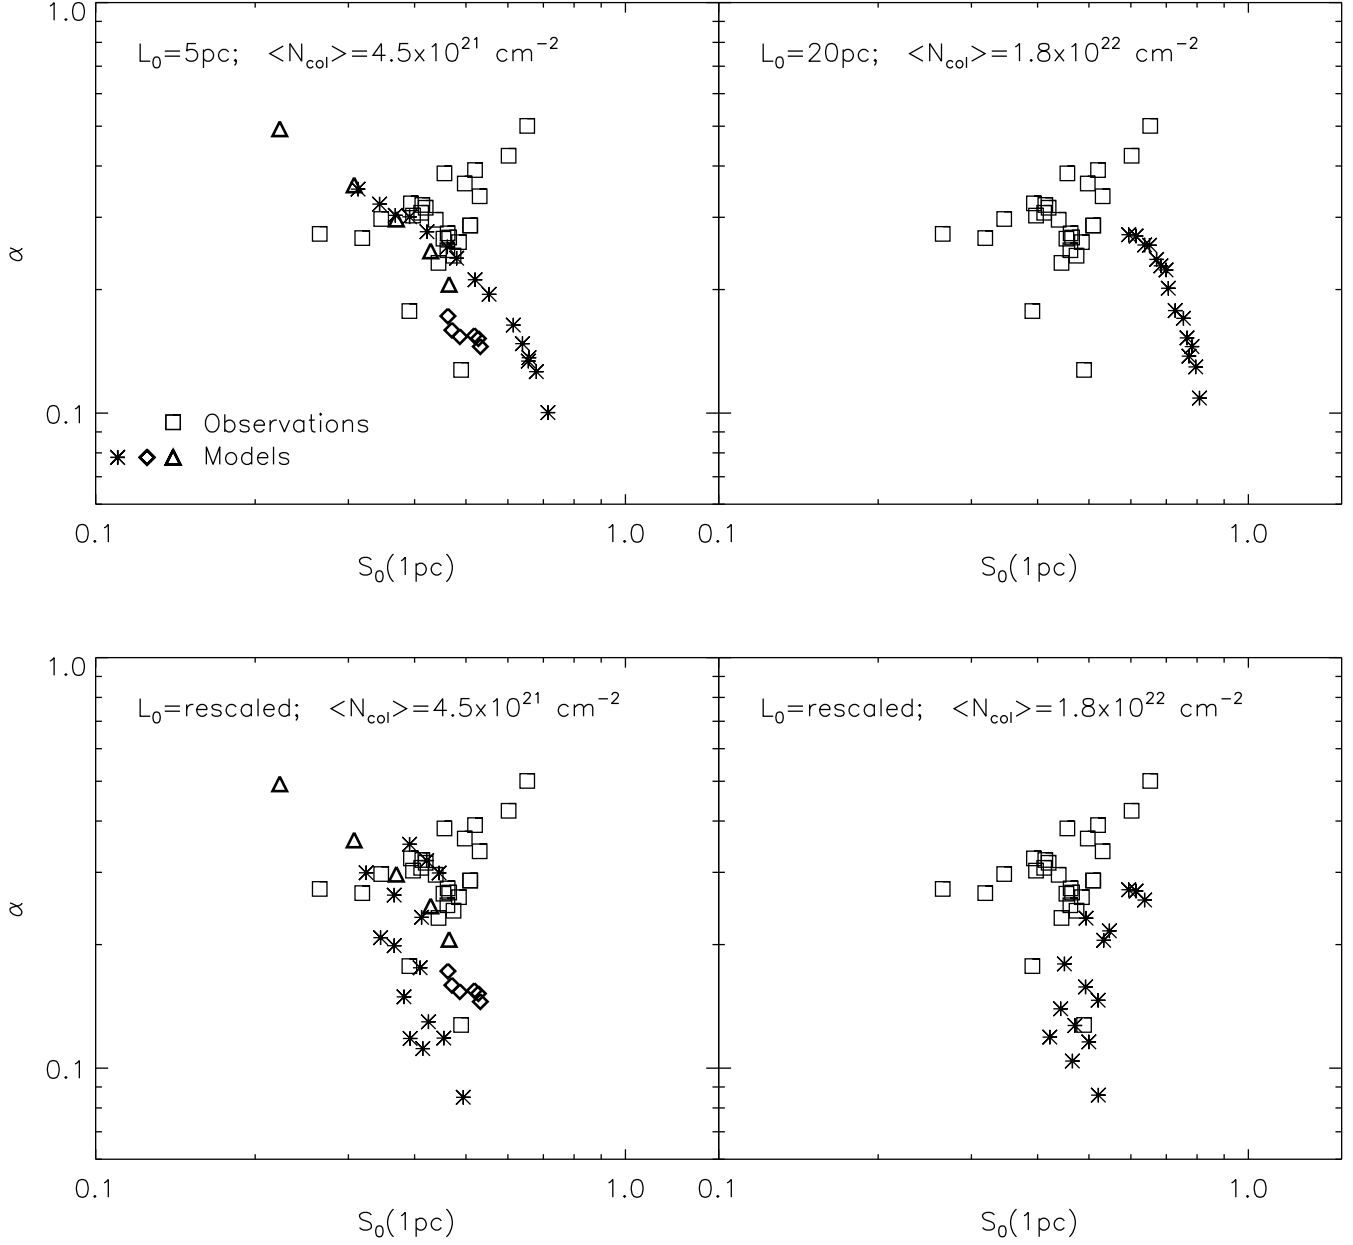 1.0
L₀=5pc; <N_col>=4.5x10²¹ cm⁻²
L₀=20pc; <N_col>=1.8x10²² cm⁻²
α
0.1
Observations
Models
0.1 1.0 0.1 1.0
S₀(1pc) S₀(1pc)
1.0
L₀=rescaled; <N_col>=4.5x10²¹ cm⁻²
L₀=rescaled; <N_col>=1.8x10²² cm⁻²
α
0.1
0.1 1.0 0.1 1.0
S₀(1pc) S₀(1pc)